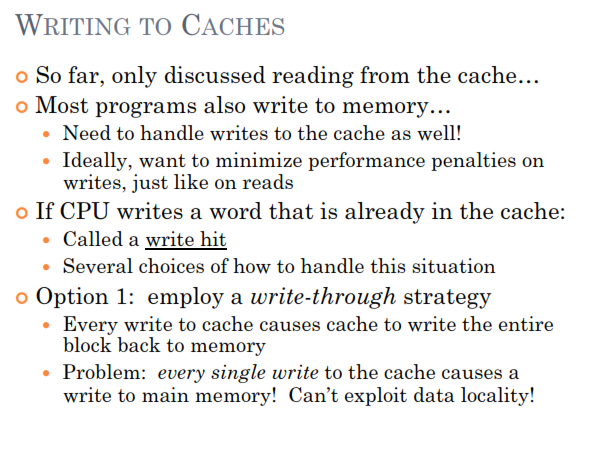 WRITING TO CACHES
So far, only discussed reading from the cache…
Most programs also write to memory…
Need to handle writes to the cache as well!
Ideally, want to minimize performance penalties on
writes, just like on reads
If CPU writes a word that is already in the cache:
Called a write hit
Several choices of how to handle this situation
Option 1:  employ a write-through strategy
Every write to cache causes cache to write the entire
block back to memory
Problem:  every single write to the cache causes a
write to main memory!  Can’t exploit data locality!